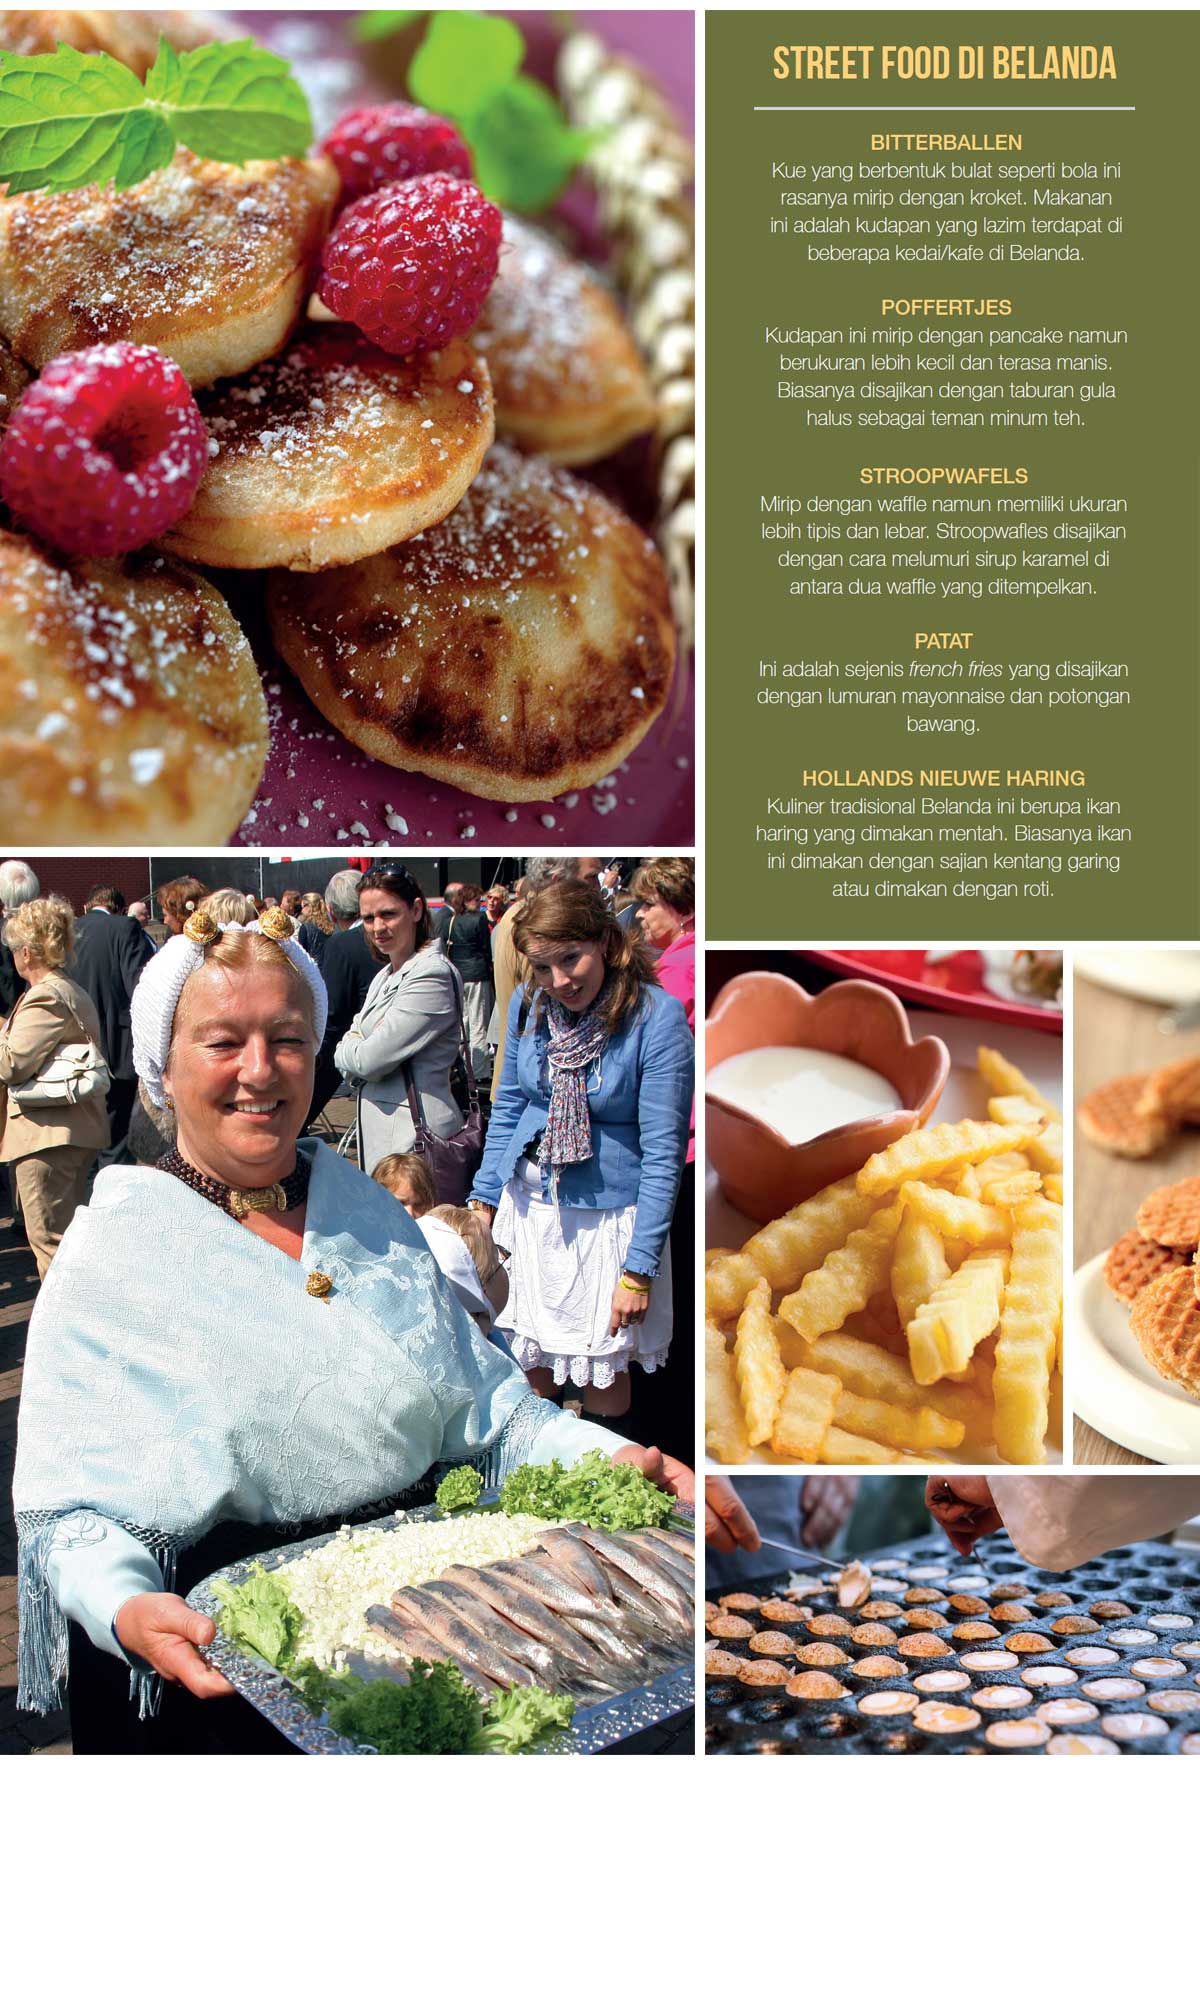 STREET FOOD DI BELANDA
BITTERBALLEN
Kue yang berbentuk bulat seperti bola ini
rasanya mirip dengan kroket. Makanan
ini adalah kudapan yang lazim terdapat di
beberapa kedai/kafe di Belanda.
POFFERTJES
Kudapan ini mirip dengan pancake namun
berukuran lebih kecil dan terasa manis.
Biasanya disajikan dengan taburan gula
halus sebagai teman minum teh.
STROOPWAFELS
Mirip dengan waffle namun memiliki ukuran
lebih tipis dan lebar. Stroopwafles disajikan
dengan cara melumuri sirup karamel di
antara dua waffle yang ditempelkan.
PATAT
Ini adalah sejenis french fries yang disajikan
dengan lumuran mayonnaise dan potongan
bawang.
HOLLANDS NIEUWE HARING
Kuliner tradisional Belanda ini berupa ikan
haring yang dimakan mentah. Biasanya ikan
ini dimakan dengan sajian kentang garing
atau dimakan dengan roti.